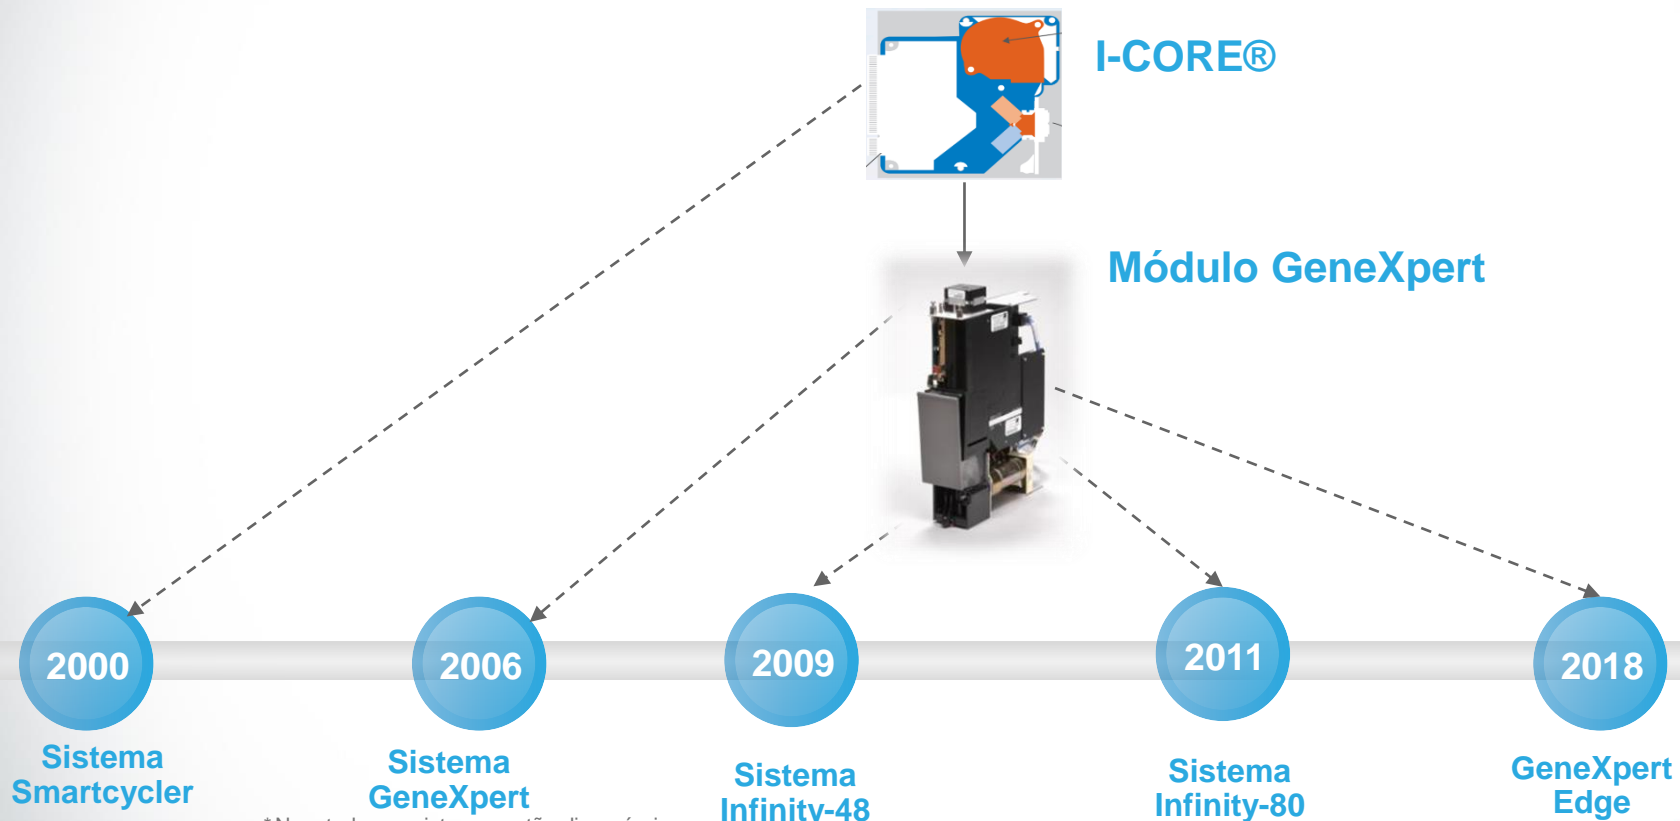 I-CORE®
Módulo GeneXpert
2000
2006
2009
2011
2018
Sistema
Smartcycler
Sistema
GeneXpert
Sistema
Infinity-48
Sistema
Infinity-80
GeneXpert
Edge